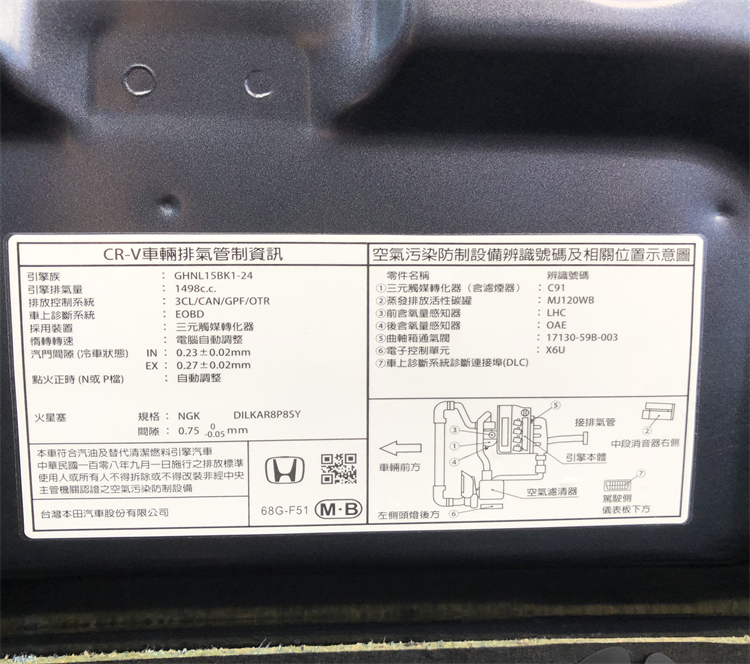 CR-V車輛排氣管制資訊
引擎族 : GHNL15BK1-24
引擎排氣量 : 1498c.c.
排放控制系統 : 3CL/CAN/GPF/OTR
車上診斷系統 : EOBD
採用裝置 : 三元觸媒轉化器
惰轉轉速 : 電腦自動調整
汽門間隙 (冷車狀態) IN : 0.23±0.02mm
EX : 0.27±0.02mm
點火正時 (N或 P檔) : 自動調整
火星塞 規格 : NGK DILKAR8P8SY
間隙 : 0.75 0 -0.05 mm
本車符合汽油及替代清潔燃料引擎汽車
中華民國一百零八年九月一日施行之排放標準
使用人或所有人不得拆除或不得改裝非經中央
主管機關認證之空氣污染防制設備
台灣本田汽車股份有限公司
68G-F51 M·B
空氣污染防制設備辨識號碼及相關位置示意圖
零件名稱 辨識號碼
①三元觸媒轉化器 (含濾煙器) : C91
②蒸發排放活性碳罐 : MJ120WB
③前含氧量感知器 : LHC
④後含氧量感知器 : OAE
⑤曲軸箱通氣閥 : 17130-59B-003
⑥電子控制單元 : X6U
⑦車上診斷系統診斷連接埠(DLC)
⑤
③
①
④
接排氣管
引擎本體
車輛前方
空氣濾清器
左側頭燈後方 ⑥
②
中段消音器右側
⑦
駕駛側
儀表板下方